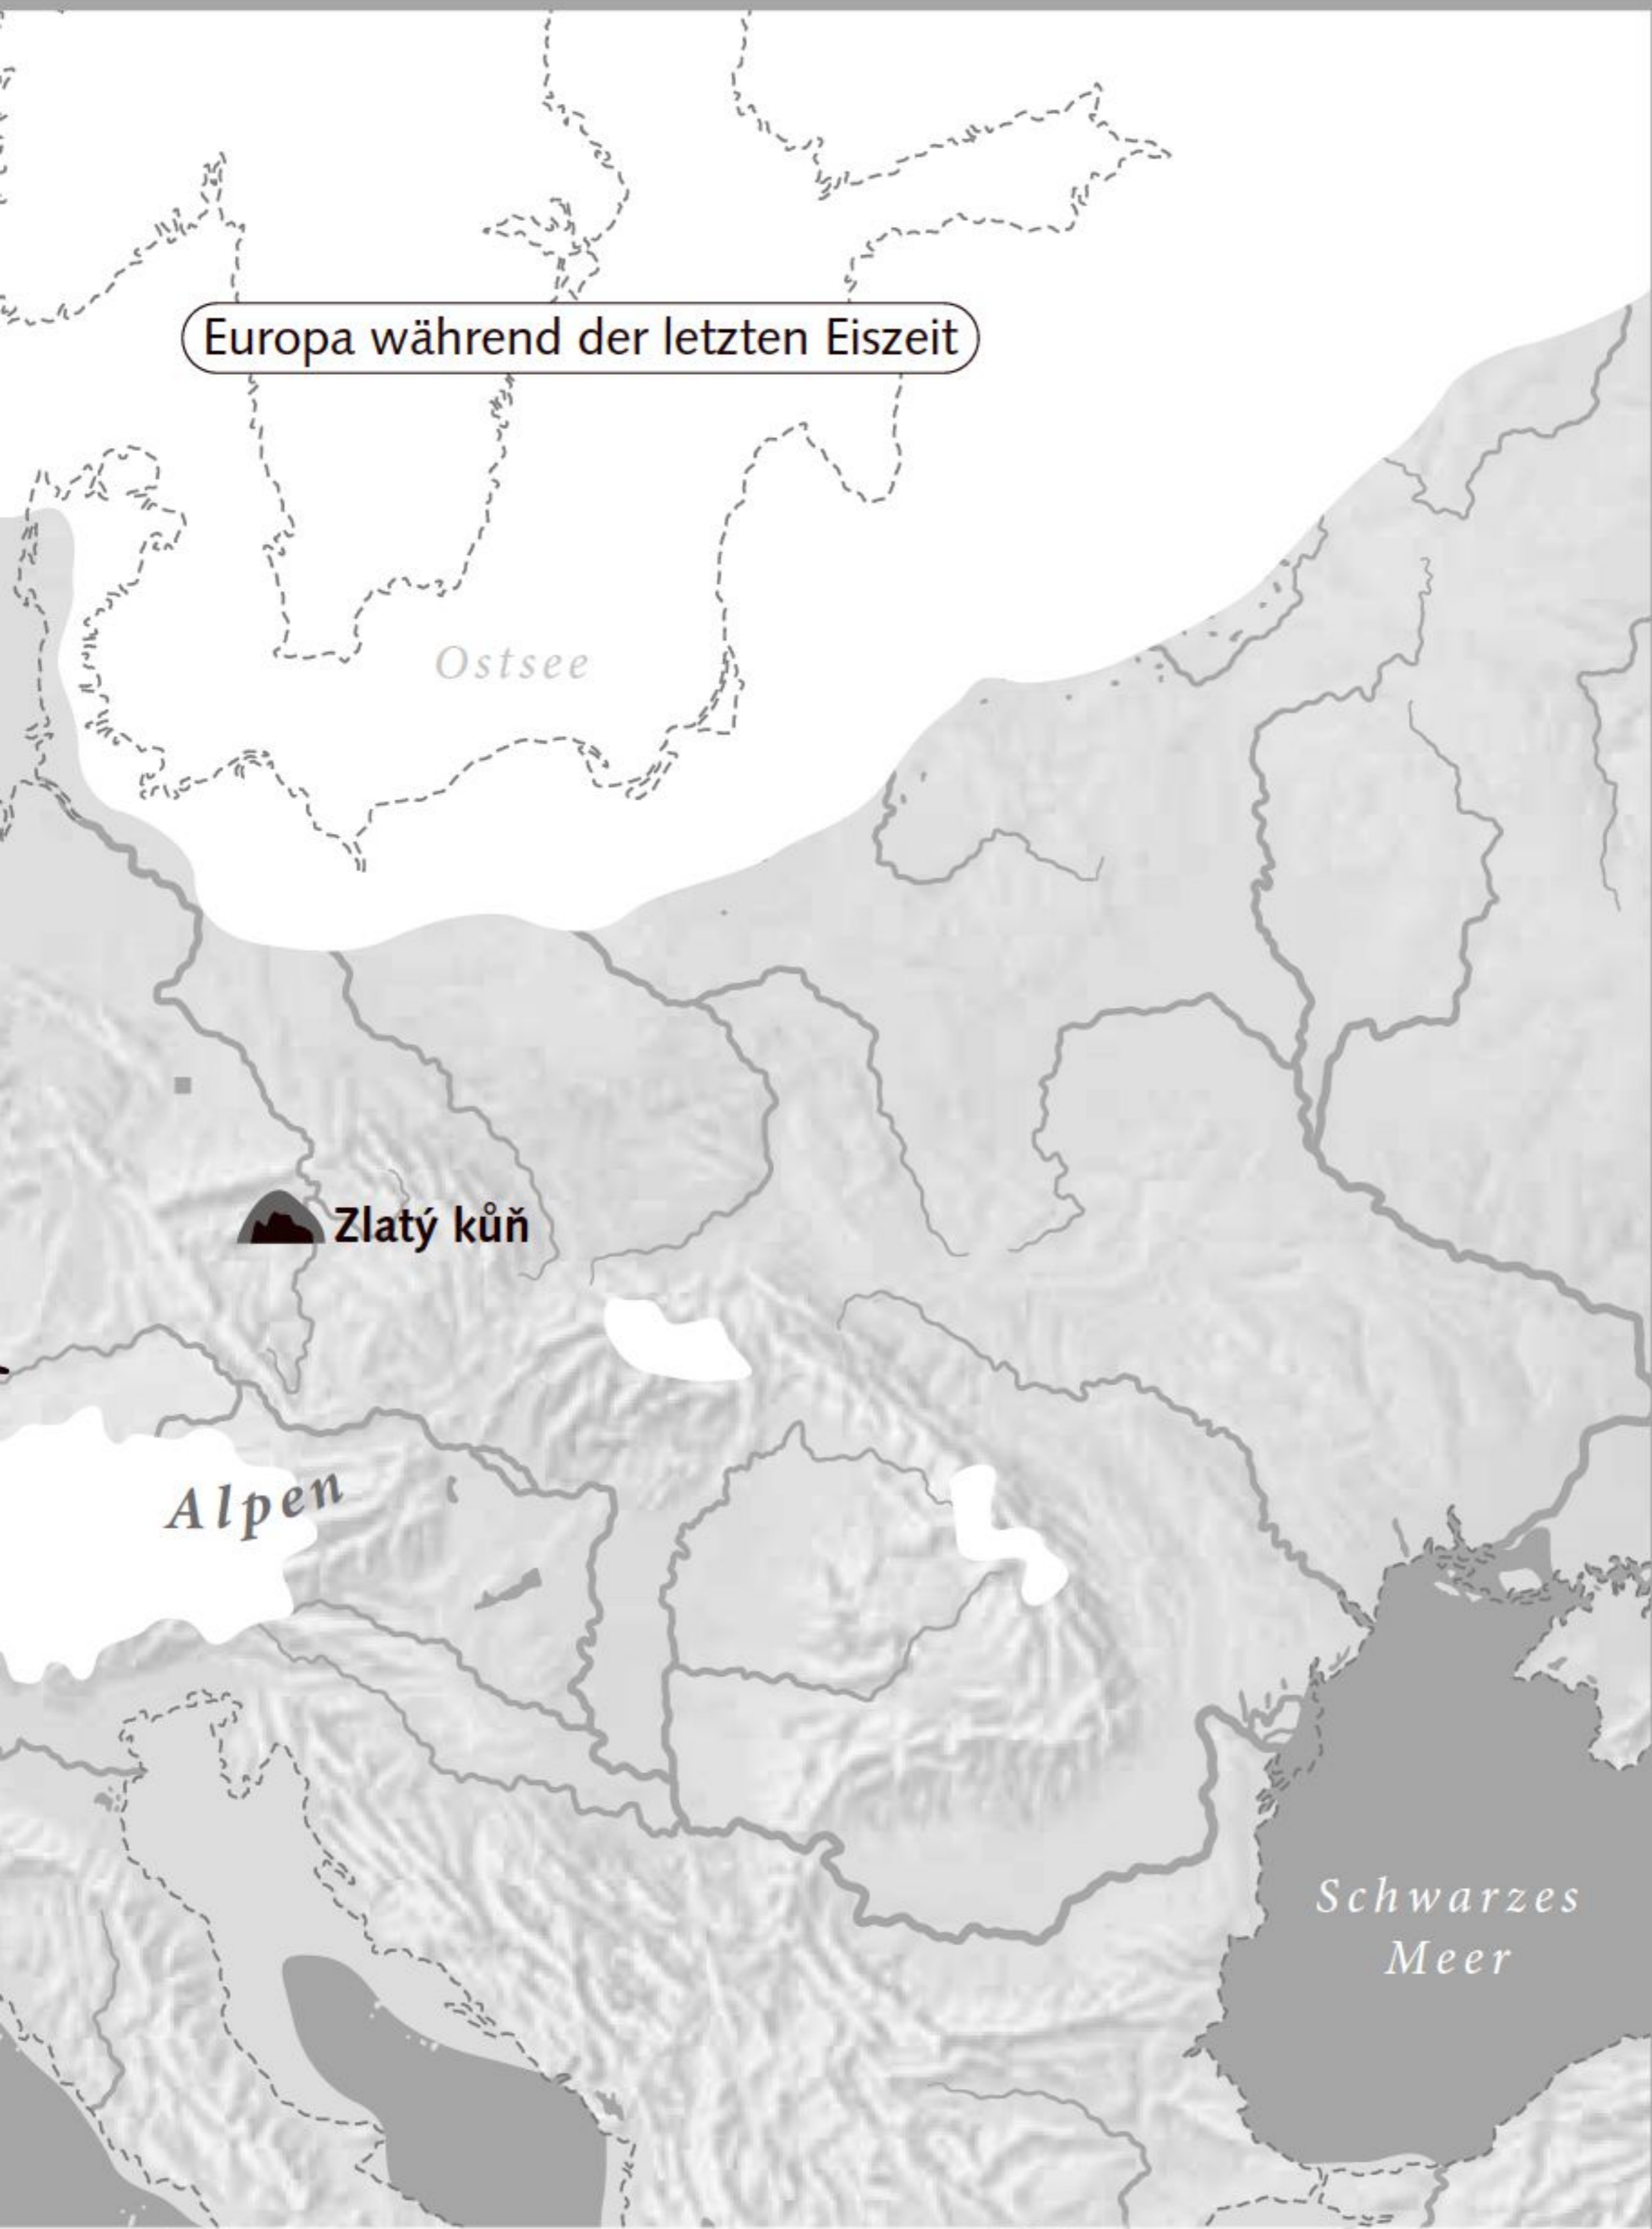 Europa während der letzten Eiszeit
Ostsee
Zlatý kůň
Alpen
Schwarzes
Meer